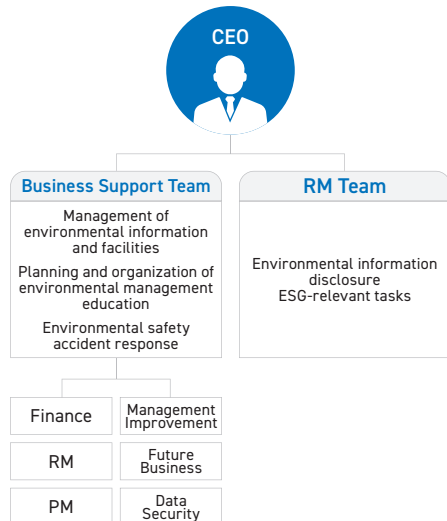 CEO
Business Support Team
Management of
environmental information
and facilities
Planning and organization of
environmental management
education
Environmental safety
accident response
RM Team
Environmental information
disclosure
ESG-relevant tasks
Finance
Management
Improvement
RM
Future
Business
PM
Data
Security